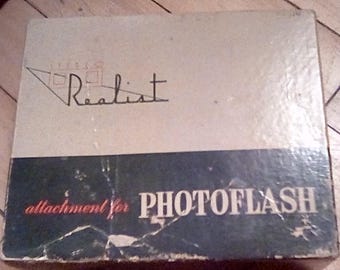 Realist
attachment for PHOTOFLASH